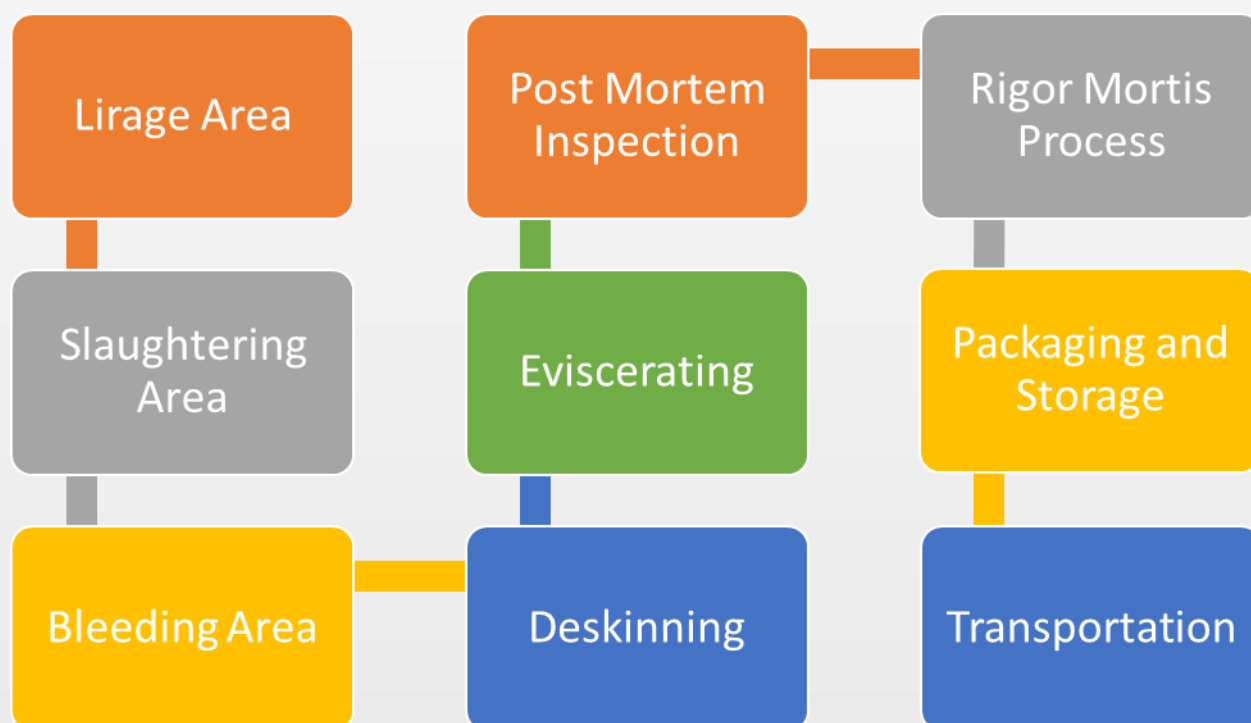 Lirage Area
Slaughtering
Area
Bleeding Area
Deskinning
Eviscerating
Post Mortem
Inspection
Rigor Mortis
Process
Packaging and
Storage
Transportation